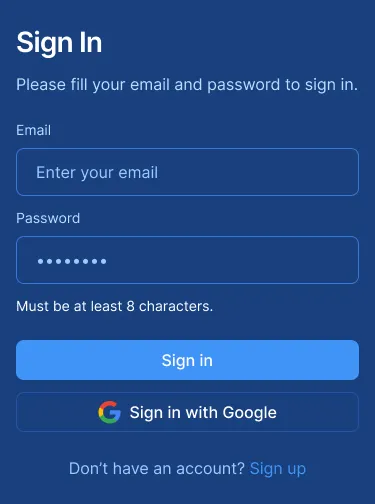 Sign In
Please fill your email and password to sign in.
Email
Enter your email
Password
••••••••
Must be at least 8 characters.
Sign in
Sign in with Google
Don’t have an account? Sign up